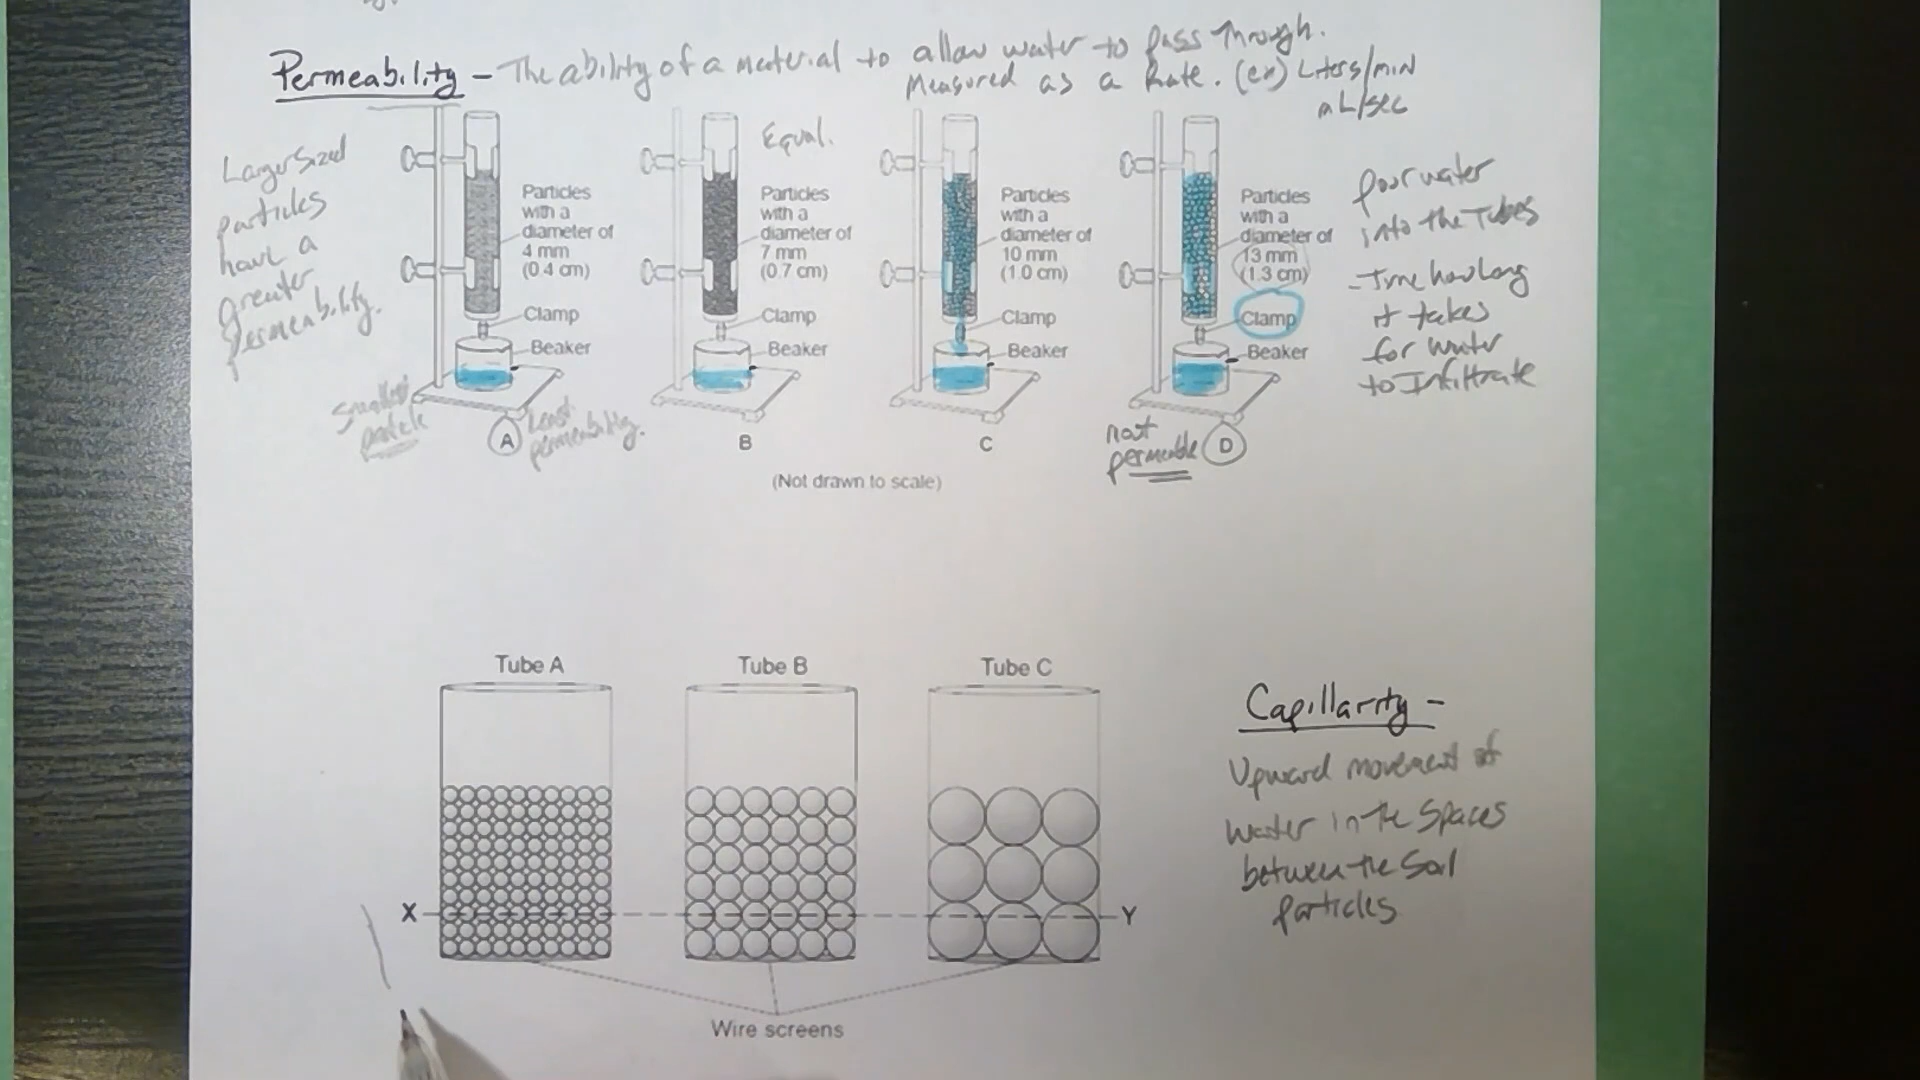 Permeability - The ability of a material to allow water to pass through.
Measured as a Rate. (ex) Liters/min
mL/sec
Larger sized
particles
have a
greater
permeability.
Equal.
Particles
with a
diameter of
4 mm
(0.4 cm)
Clamp
Beaker
Particles
with a
diameter of
7 mm
(0.7 cm)
Clamp
Beaker
Particles
with a
diameter of
10 mm
(1.0 cm)
Clamp
Beaker
Particles
with a
diameter of
13 mm
(1.3 cm)
Clamp
Beaker
pour water
into the Tubes
- Time how long
it takes
for water
to Infiltrate
Smallest
particle
A
Least
permeability.
B
C
most
permeable
D
(Not drawn to scale)
Tube A
Tube B
Tube C
X
Y
Wire screens
Capillarity -
Upward movement of
water in the spaces
between the soil
particles